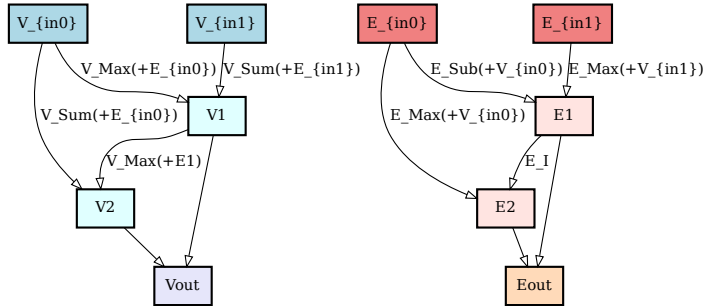 V_{in0}
V_{in1}
E_{in0}
E_{in1}
V_Max(+E_{in0})
V_Sum(+E_{in1})
E_Sub(+V_{in0})
E_Max(+V_{in1})
V_Sum(+E_{in0})
V1
E_Max(+V_{in0})
E1
V_Max(+E1)
E_I
V2
E2
Vout
Eout